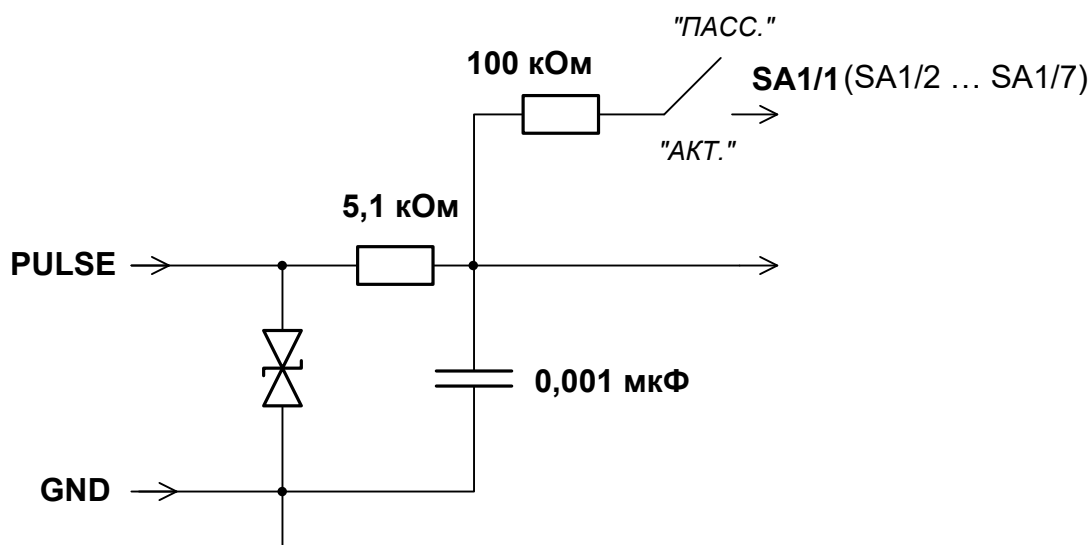 "ПАСС."
100 кОм
SA1/1 (SA1/2 … SA1/7)
"АКТ."
5,1 кОм
PULSE
0,001 мкФ
GND